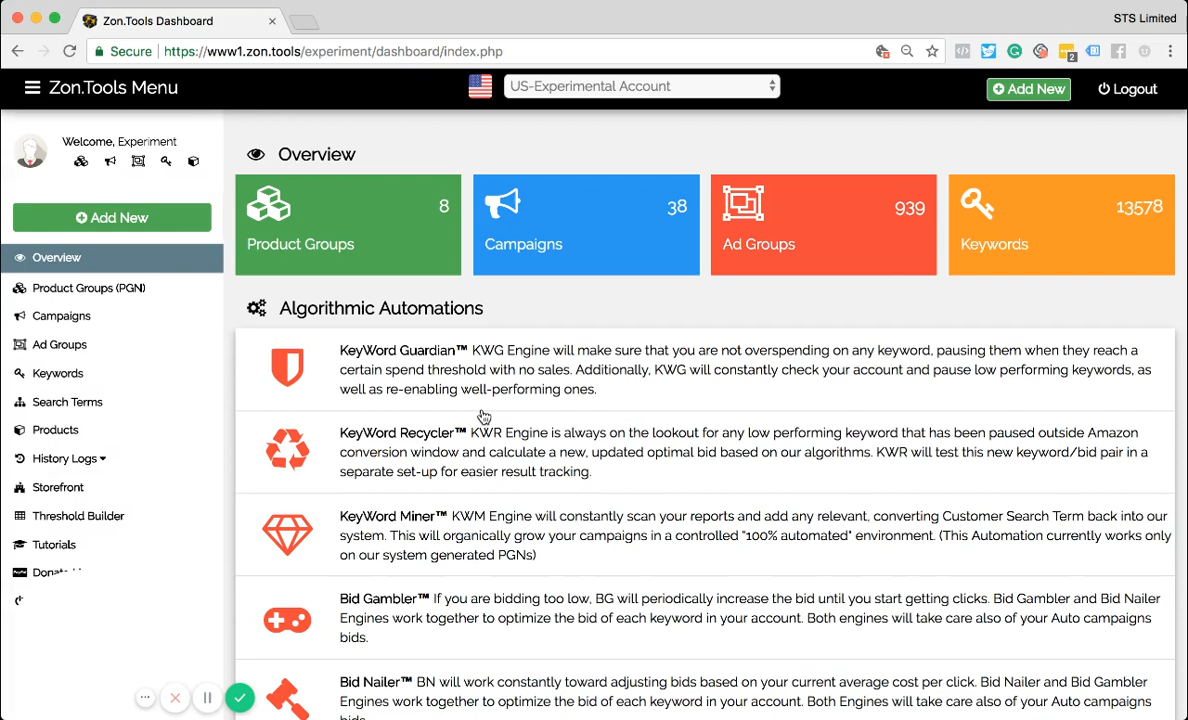 Zon.Tools Dashboard
STS Limited
Secure https://www1.zon.tools/experiment/dashboard/index.php
2
Zon.Tools Menu
US-Experimental Account
Add New
Logout
Welcome, Experiment
Add New
Overview
Product Groups (PGN)
Campaigns
Ad Groups
Keywords
Search Terms
Products
History Logs
Storefront
Threshold Builder
Tutorials
Overview
8
Product Groups
38
Campaigns
939
Ad Groups
13578
Keywords
Algorithmic Automations
KeyWord Guardian™ KWG Engine will make sure that you are not overspending on any keyword, pausing them when they reach a
certain spend threshold with no sales. Additionally, KWG will constantly check your account and pause low performing keywords, as
well as re-enabling well-performing ones.
KeyWord Recycler™ KWR Engine is always on the lookout for any low performing keyword that has been paused outside Amazon
conversion window and calculate a new, updated optimal bid based on our algorithms. KWR will test this new keyword/bid pair in a
separate set-up for easier result tracking.
KeyWord Miner™ KWM Engine will constantly scan your reports and add any relevant, converting Customer Search Term back into our
system. This will organically grow your campaigns in a controlled "100% automated" environment. (This Automation currently works only
on our system generated PGNs)
Bid Gambler™ If you are bidding too low, BG will periodically increase the bid until you start getting clicks. Bid Gambler and Bid Nailer
Engines work together to optimize the bid of each keyword in your account. Both engines will take care also of your Auto campaigns
bids.
Bid Nailer™ BN will work constantly toward adjusting bids based on your current average cost per click. Bid Nailer and Bid Gambler
Engines work together to optimize the bid of each keyword in your account. Both Engines will take care also of your Auto campaigns